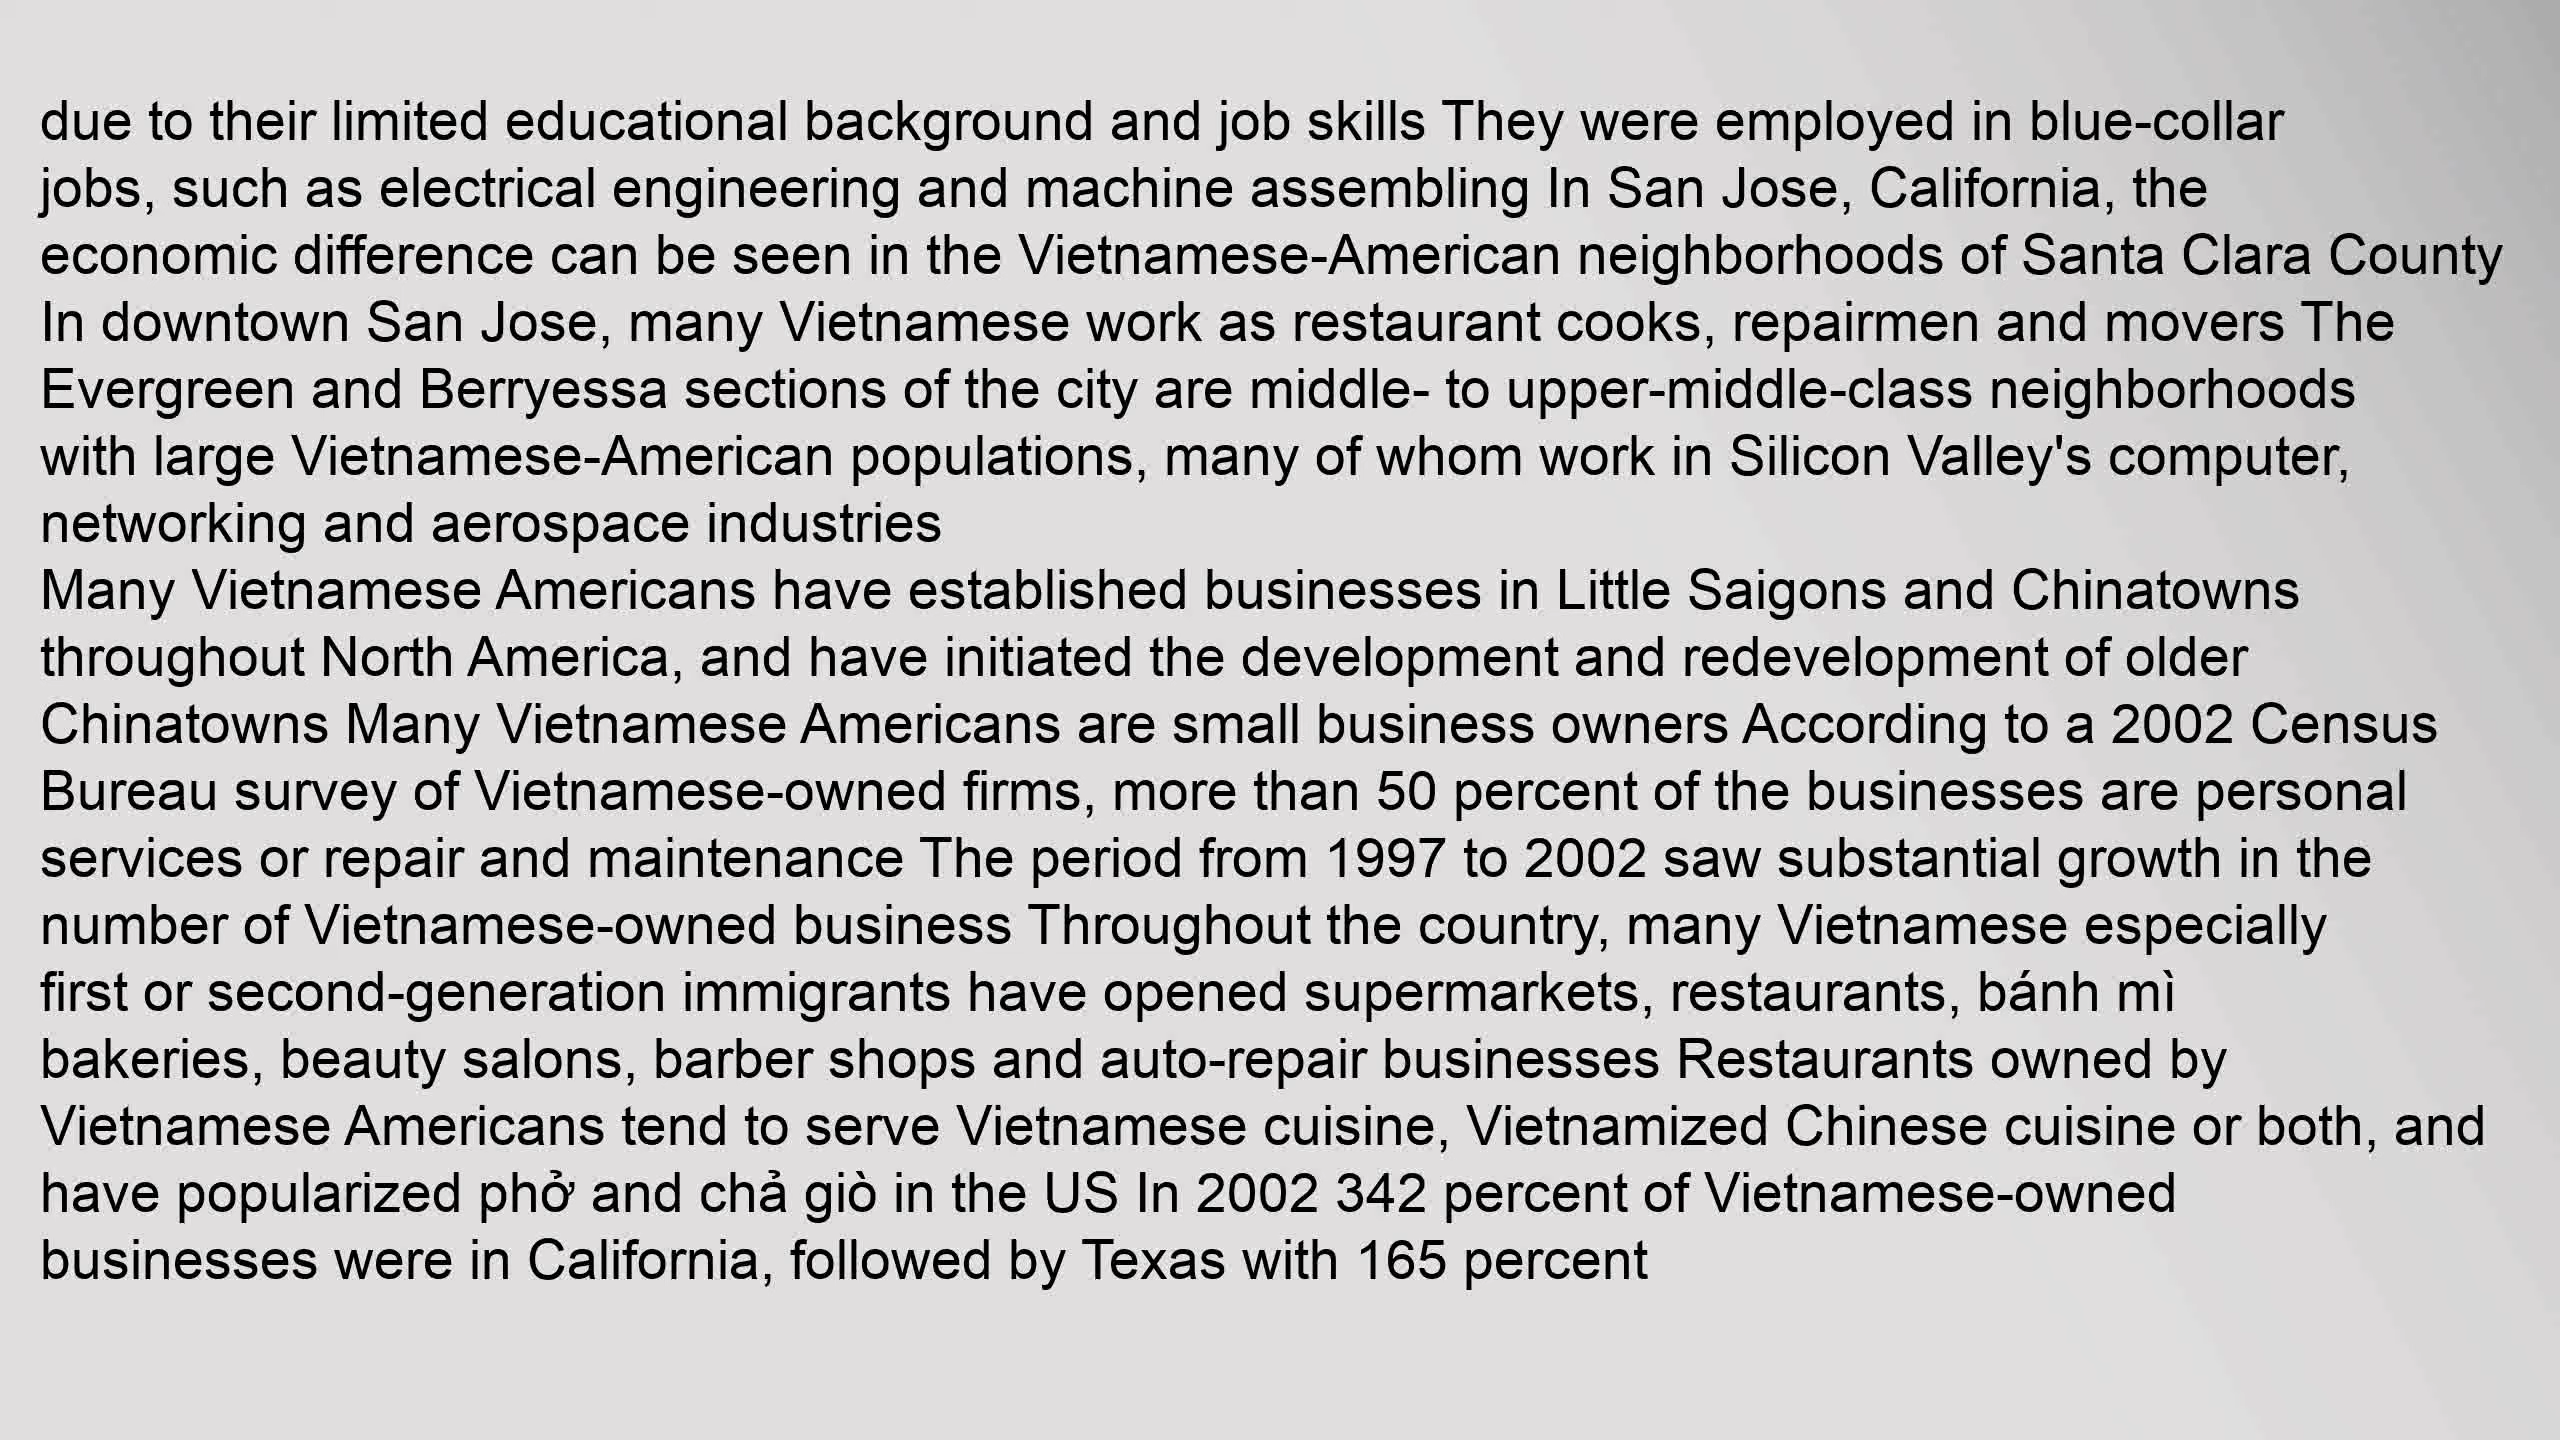 due to their limited educational background and job skills They were employed in blue-collar
jobs, such as electrical engineering and machine assembling In San Jose, California, the
economic difference can be seen in the Vietnamese-American neighborhoods of Santa Clara County
In downtown San Jose, many Vietnamese work as restaurant cooks, repairmen and movers The
Evergreen and Berryessa sections of the city are middle- to upper-middle-class neighborhoods
with large Vietnamese-American populations, many of whom work in Silicon Valley's computer,
networking and aerospace industries
Many Vietnamese Americans have established businesses in Little Saigons and Chinatowns
throughout North America, and have initiated the development and redevelopment of older
Chinatowns Many Vietnamese Americans are small business owners According to a 2002 Census
Bureau survey of Vietnamese-owned firms, more than 50 percent of the businesses are personal
services or repair and maintenance The period from 1997 to 2002 saw substantial growth in the
number of Vietnamese-owned business Throughout the country, many Vietnamese especially
first or second-generation immigrants have opened supermarkets, restaurants, bánh mì
bakeries, beauty salons, barber shops and auto-repair businesses Restaurants owned by
Vietnamese Americans tend to serve Vietnamese cuisine, Vietnamized Chinese cuisine or both, and
have popularized phở and chả giò in the US In 2002 342 percent of Vietnamese-owned
businesses were in California, followed by Texas with 165 percent